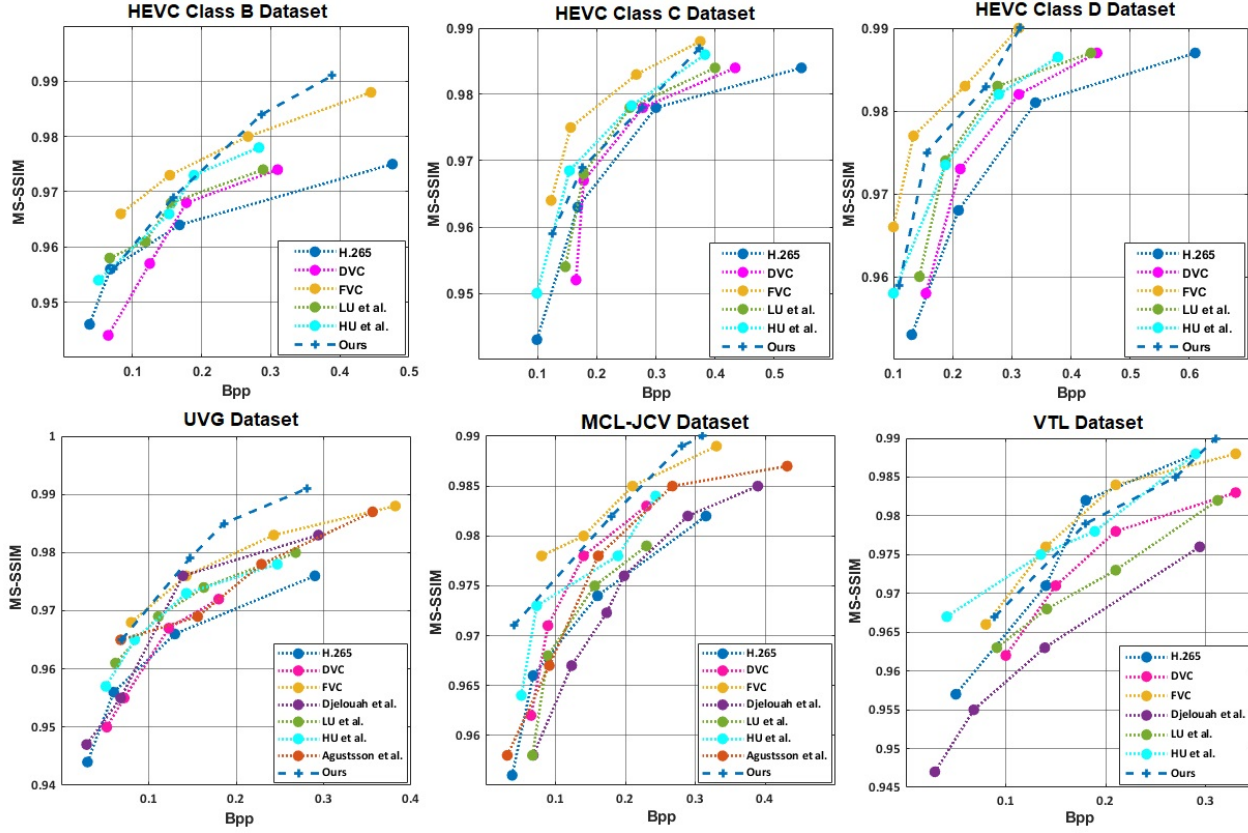 HEVC Class B Dataset
MS-SSIM
0.99
0.98
0.97
0.96
0.95
0.1
0.2
0.3
0.4
0.5
Bpp
H.265
DVC
FVC
LU et al.
HU et al.
Ours
HEVC Class C Dataset
MS-SSIM
0.99
0.98
0.97
0.96
0.95
0.1
0.2
0.3
0.4
0.5
Bpp
H.265
DVC
FVC
LU et al.
HU et al.
Ours
HEVC Class D Dataset
MS-SSIM
0.99
0.98
0.97
0.96
0.1
0.2
0.3
0.4
0.5
0.6
Bpp
H.265
DVC
FVC
LU et al.
HU et al.
Ours
UVG Dataset
MS-SSIM
1
0.99
0.98
0.97
0.96
0.95
0.94
0.1
0.2
0.3
0.4
Bpp
H.265
DVC
FVC
Djelouah et al.
LU et al.
HU et al.
Agustsson et al.
Ours
MCL-JCV Dataset
MS-SSIM
0.99
0.985
0.98
0.975
0.97
0.965
0.96
0.1
0.2
0.3
0.4
Bpp
H.265
DVC
FVC
Djelouah et al.
LU et al.
HU et al.
Agustsson et al.
Ours
VTL Dataset
MS-SSIM
0.99
0.985
0.98
0.975
0.97
0.965
0.96
0.955
0.95
0.945
0.1
0.2
0.3
Bpp
H.265
DVC
FVC
Djelouah et al.
LU et al.
HU et al.
Ours